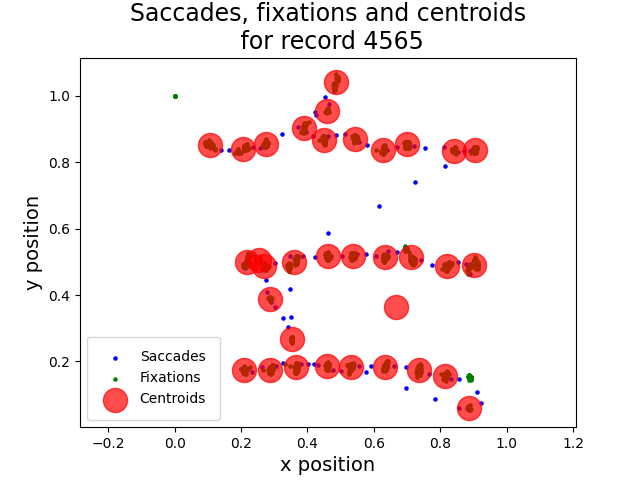 Saccades, fixations and centroids
for record 4565
y position
1.0
0.8
0.6
0.4
0.2
Saccades
Fixations
Centroids
−0.2
0.0
0.2
0.4
0.6
0.8
1.0
1.2
x position